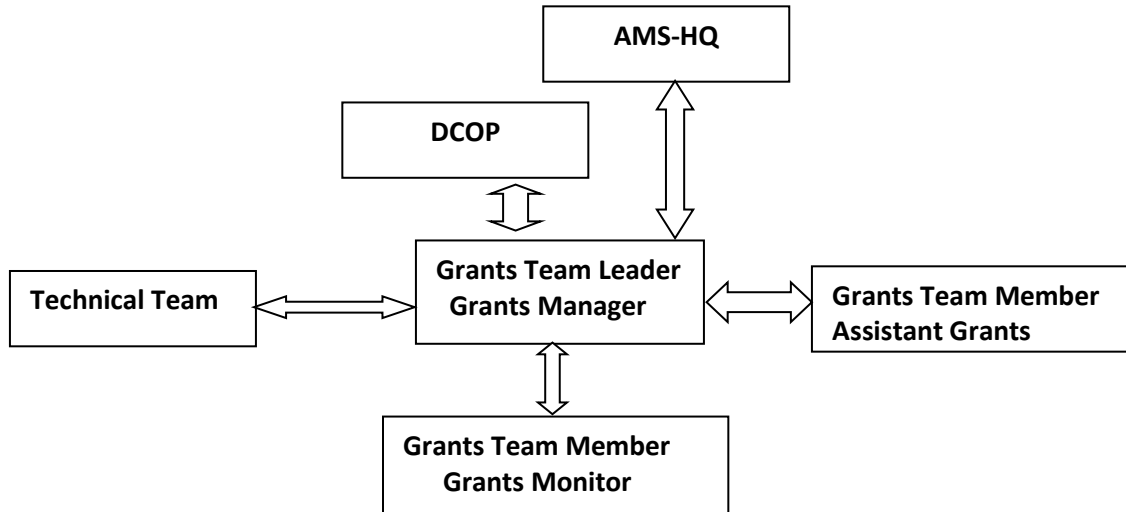 AMS-HQ
DCOP
Grants Team Leader
Grants Manager
Technical Team
Grants Team Member
Assistant Grants
Grants Team Member
Grants Monitor